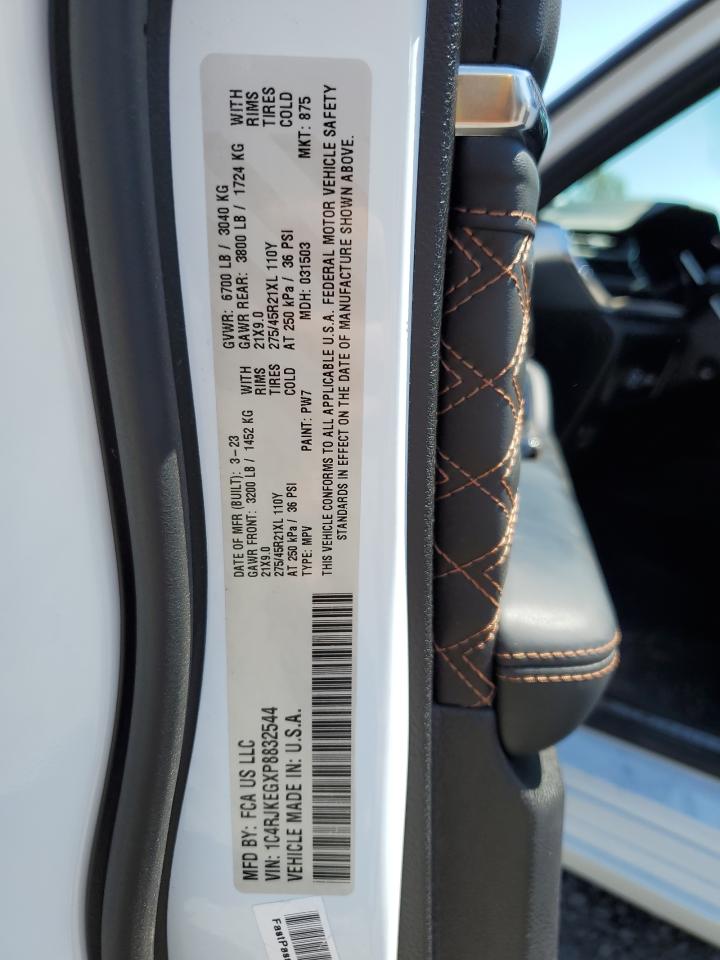 MFD BY: FCA US LLC
DATE OF MFR (BUILT): 3-23
GVWR: 6700 LB / 3040 KG
GAWR FRONT: 3200 LB / 1452 KG WITH
GAWR REAR: 3800 LB / 1724 KG WITH
21X9.0 RIMS
21X9.0 RIMS
275/45R21XL 110Y TIRES
275/45R21XL 110Y TIRES
AT 250 kPa / 36 PSI COLD
AT 250 kPa / 36 PSI COLD
VIN: 1C4RJKEGXP8832544
TYPE: MPV
PAINT: PW7
MDH: 031503
MKT: 875
VEHICLE MADE IN: U.S.A.
THIS VEHICLE CONFORMS TO ALL APPLICABLE U.S.A. FEDERAL MOTOR VEHICLE SAFETY
STANDARDS IN EFFECT ON THE DATE OF MANUFACTURE SHOWN ABOVE.